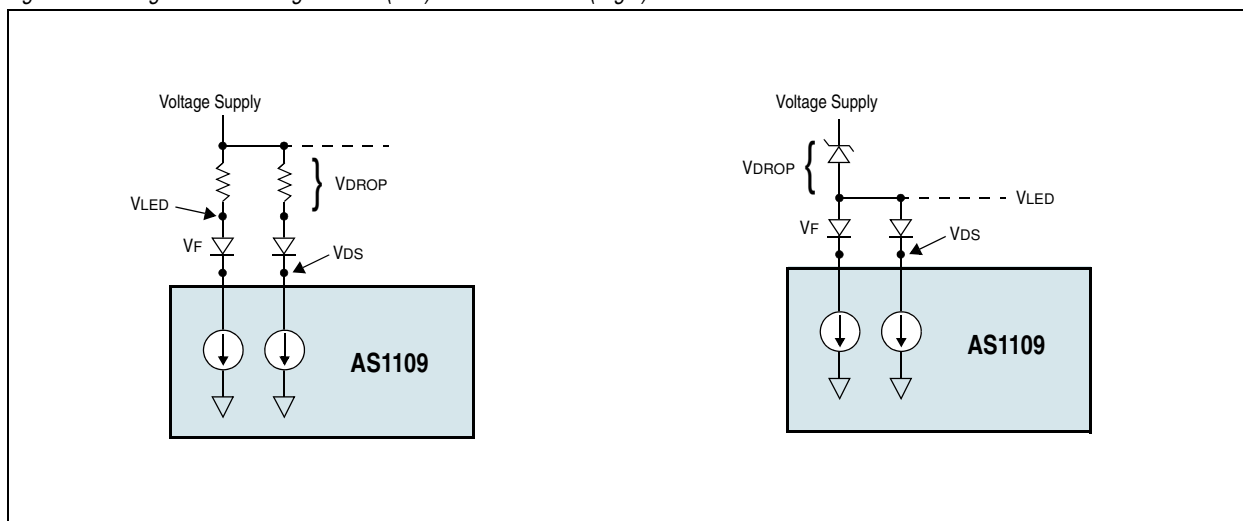 Voltage Supply
VDROP
VLED
VF
VDS
AS1109
Voltage Supply
VDROP
VLED
VF
VDS
AS1109